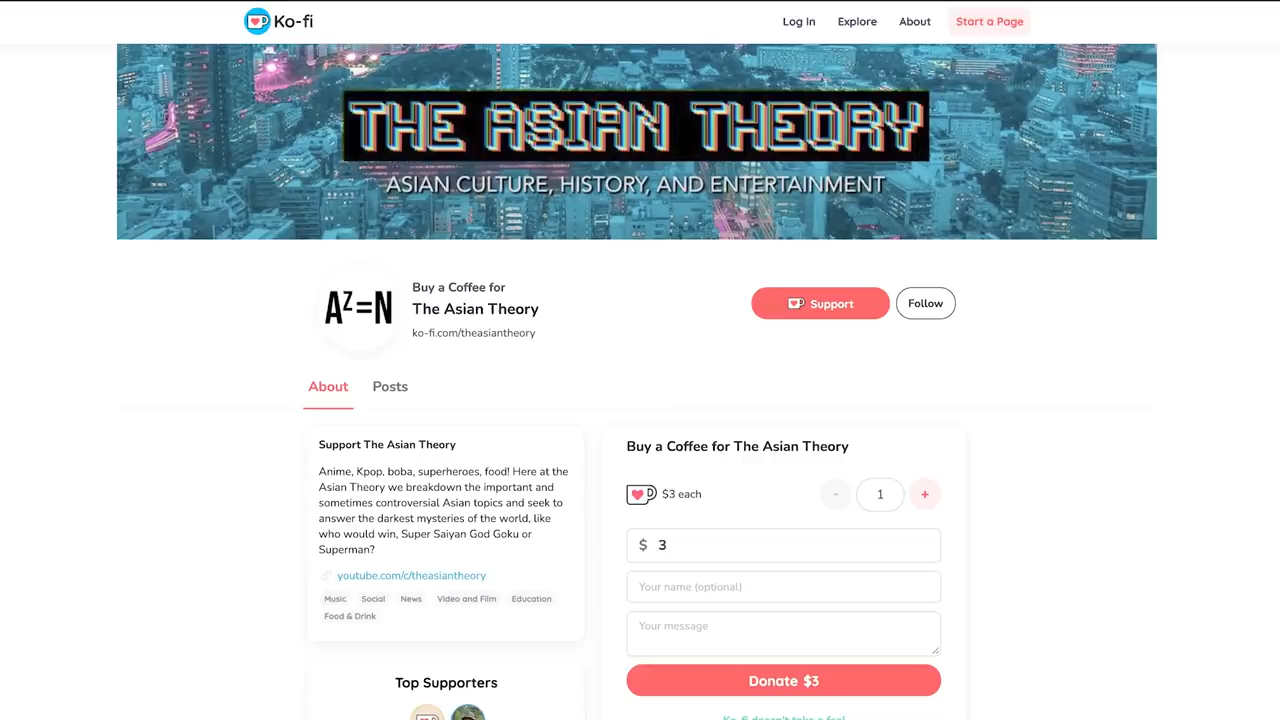 Ko-fi
Log In
Explore
About
Start a Page
THE ASIAN THEORY
ASIAN CULTURE, HISTORY, AND ENTERTAINMENT
AZ=N
Buy a Coffee for
The Asian Theory
ko-fi.com/theasiantheory
Support
Follow
About
Posts
Support The Asian Theory
Anime, Kpop, boba, superheroes, food! Here at the
Asian Theory we breakdown the important and
sometimes controversial Asian topics and seek to
answer the darkest mysteries of the world, like
who would win, Super Saiyan God Goku or
Superman?
youtube.com/c/theasiantheory
Music
Social
News
Video and Film
Education
Food & Drink
Top Supporters
Buy a Coffee for The Asian Theory
$3 each
-
1
+
$ 3
Your name (optional)
Your message
Donate $3
Ko-fi doesn't take a fee!